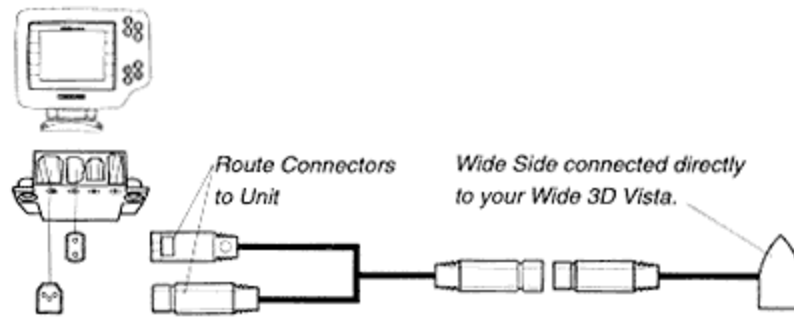 Route Connectors
to Unit
Wide Side connected directly
to your Wide 3D Vista.